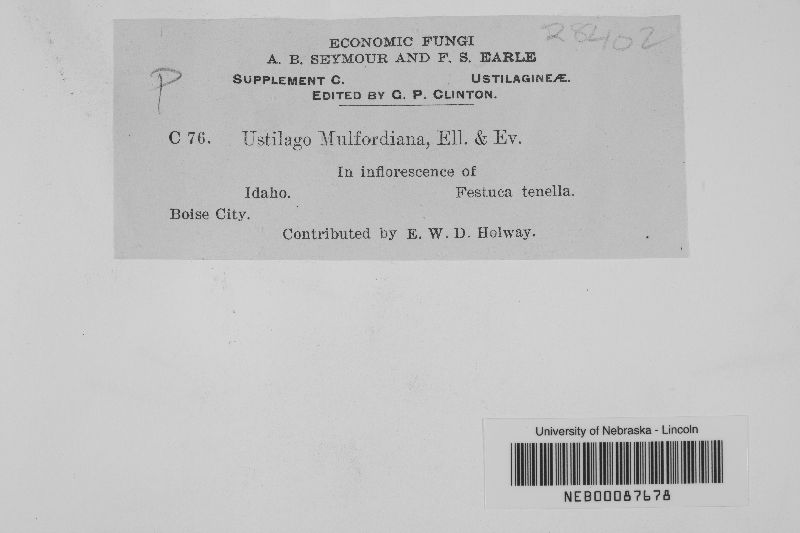 28402
ECONOMIC FUNGI
A. B. SEYMOUR AND F. S. EARLE
SUPPLEMENT C. USTILAGINEÆ.
EDITED BY G. P. CLINTON.
P
C 76. Ustilago Mulfordiana, Ell. & Ev.
In inflorescence of
Idaho. Festuca tenella.
Boise City.
Contributed by E. W. D. Holway.
University of Nebraska - Lincoln
NEB00087678